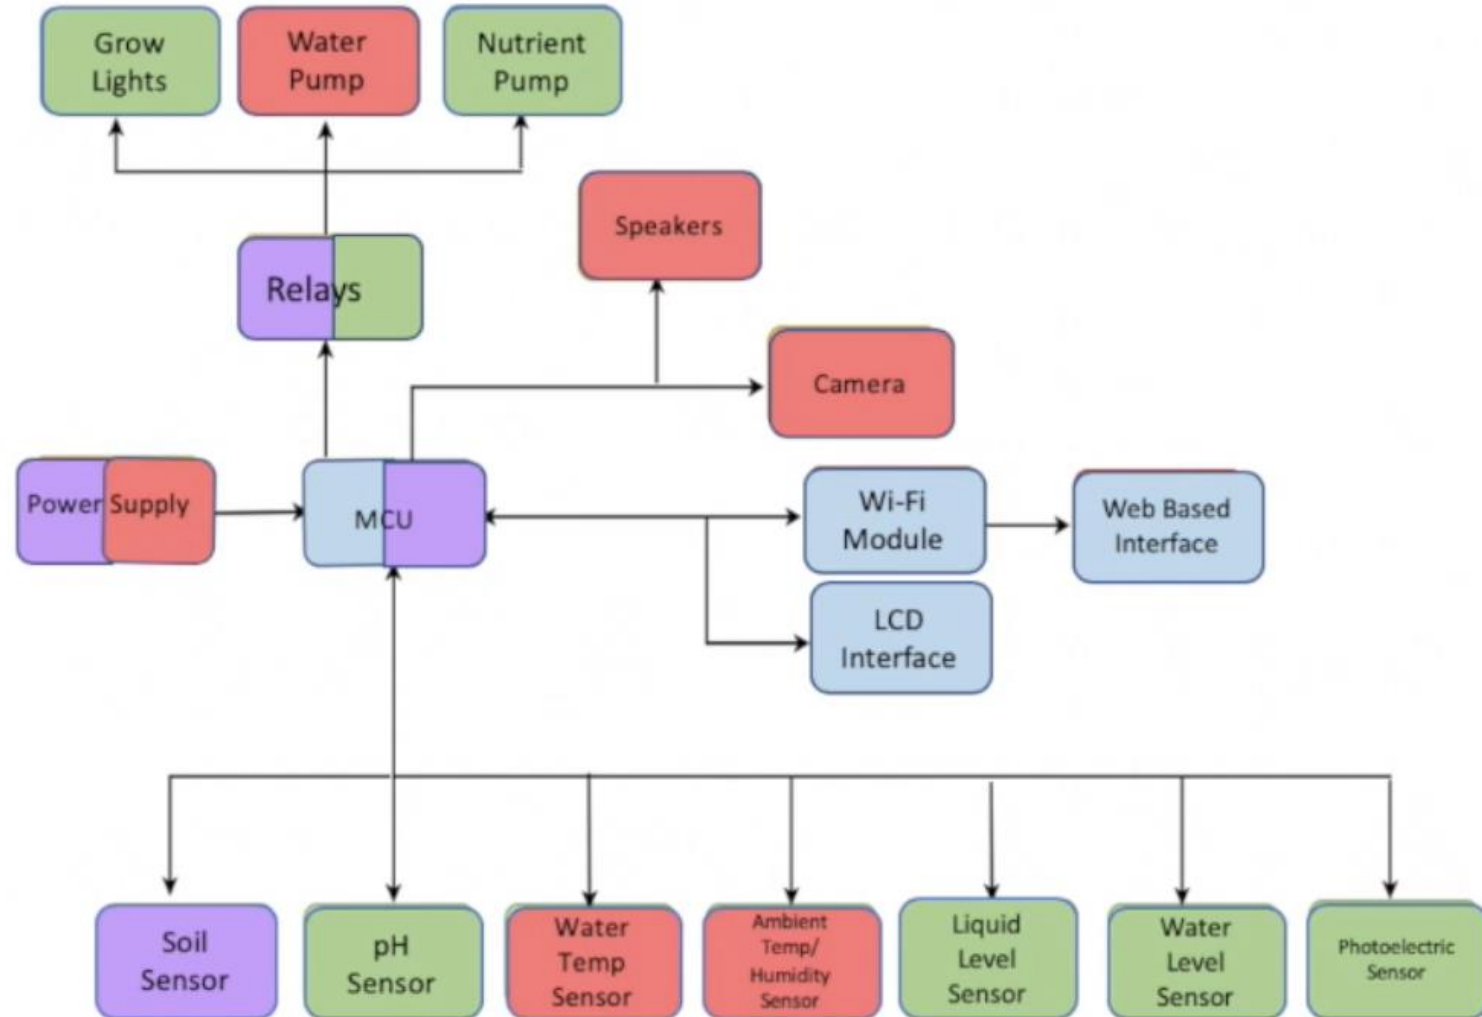 Grow
Lights
Water
Pump
Nutrient
Pump
Speakers
Relays
Camera
Power Supply
MCU
Wi-Fi
Module
Web Based
Interface
LCD
Interface
Soil
Sensor
pH
Sensor
Water
Temp
Sensor
Ambient
Temp/
Humidity
Sensor
Liquid
Level
Sensor
Water
Level
Sensor
Photoelectric
Sensor